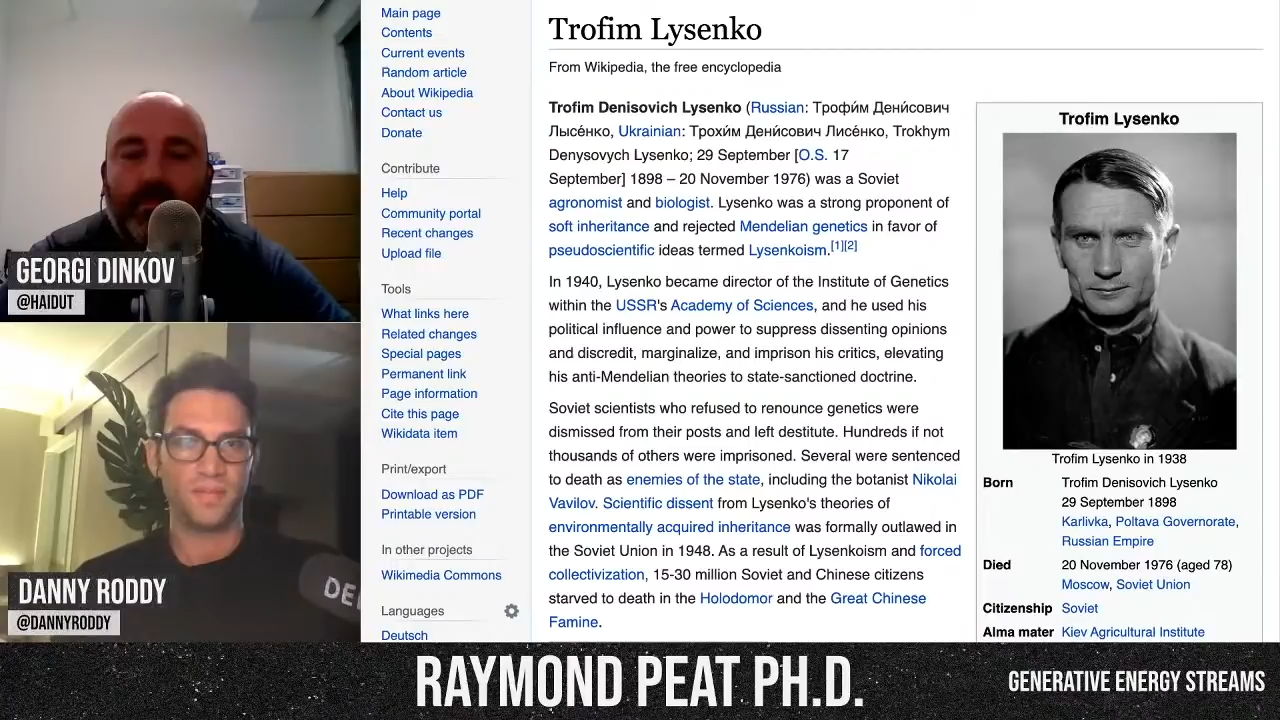 GEORGI DINKOV
@HAIDUT
DANNY RODDY
@DANNYRODDY
DE
Main page
Contents
Current events
Random article
About Wikipedia
Contact us
Donate
Contribute
Help
Community portal
Recent changes
Upload file
Tools
What links here
Related changes
Special pages
Permanent link
Page information
Cite this page
Wikidata item
Print/export
Download as PDF
Printable version
In other projects
Wikimedia Commons
Languages
Deutsch
Trofim Lysenko
From Wikipedia, the free encyclopedia
Trofim Denisovich Lysenko (Russian: Трофи́м Дени́сович
Лысе́нко, Ukrainian: Трохи́м Дени́сович Лисе́нко, Trokhym
Denysovych Lysenko; 29 September [O.S. 17
September] 1898 – 20 November 1976) was a Soviet
agronomist and biologist. Lysenko was a strong proponent of
soft inheritance and rejected Mendelian genetics in favor of
pseudoscientific ideas termed Lysenkoism.[1][2]
In 1940, Lysenko became director of the Institute of Genetics
within the USSR's Academy of Sciences, and he used his
political influence and power to suppress dissenting opinions
and discredit, marginalize, and imprison his critics, elevating
his anti-Mendelian theories to state-sanctioned doctrine.
Soviet scientists who refused to renounce genetics were
dismissed from their posts and left destitute. Hundreds if not
thousands of others were imprisoned. Several were sentenced
to death as enemies of the state, including the botanist Nikolai
Vavilov. Scientific dissent from Lysenko's theories of
environmentally acquired inheritance was formally outlawed in
the Soviet Union in 1948. As a result of Lysenkoism and forced
collectivization, 15-30 million Soviet and Chinese citizens
starved to death in the Holodomor and the Great Chinese
Famine.
Trofim Lysenko
Trofim Lysenko in 1938
Born Trofim Denisovich Lysenko
29 September 1898
Karlivka, Poltava Governorate,
Russian Empire
Died 20 November 1976 (aged 78)
Moscow, Soviet Union
Citizenship Soviet
Alma mater Kiev Agricultural Institute
RAYMOND PEAT PH.D.
GENERATIVE ENERGY STREAMS